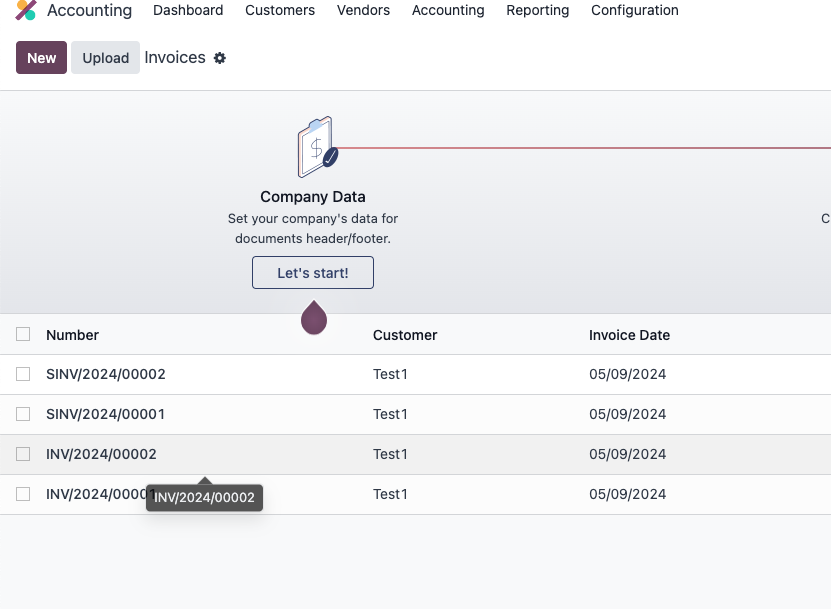 Accounting Dashboard Customers Vendors Accounting Reporting Configuration
New Upload Invoices
$
Company Data
Set your company's data for
documents header/footer.
C
Let's start!
Number Customer Invoice Date
SINV/2024/00002 Test1 05/09/2024
SINV/2024/00001 Test1 05/09/2024
INV/2024/00002 Test1 05/09/2024
INV/2024/00001 Test1 05/09/2024
INV/2024/00002